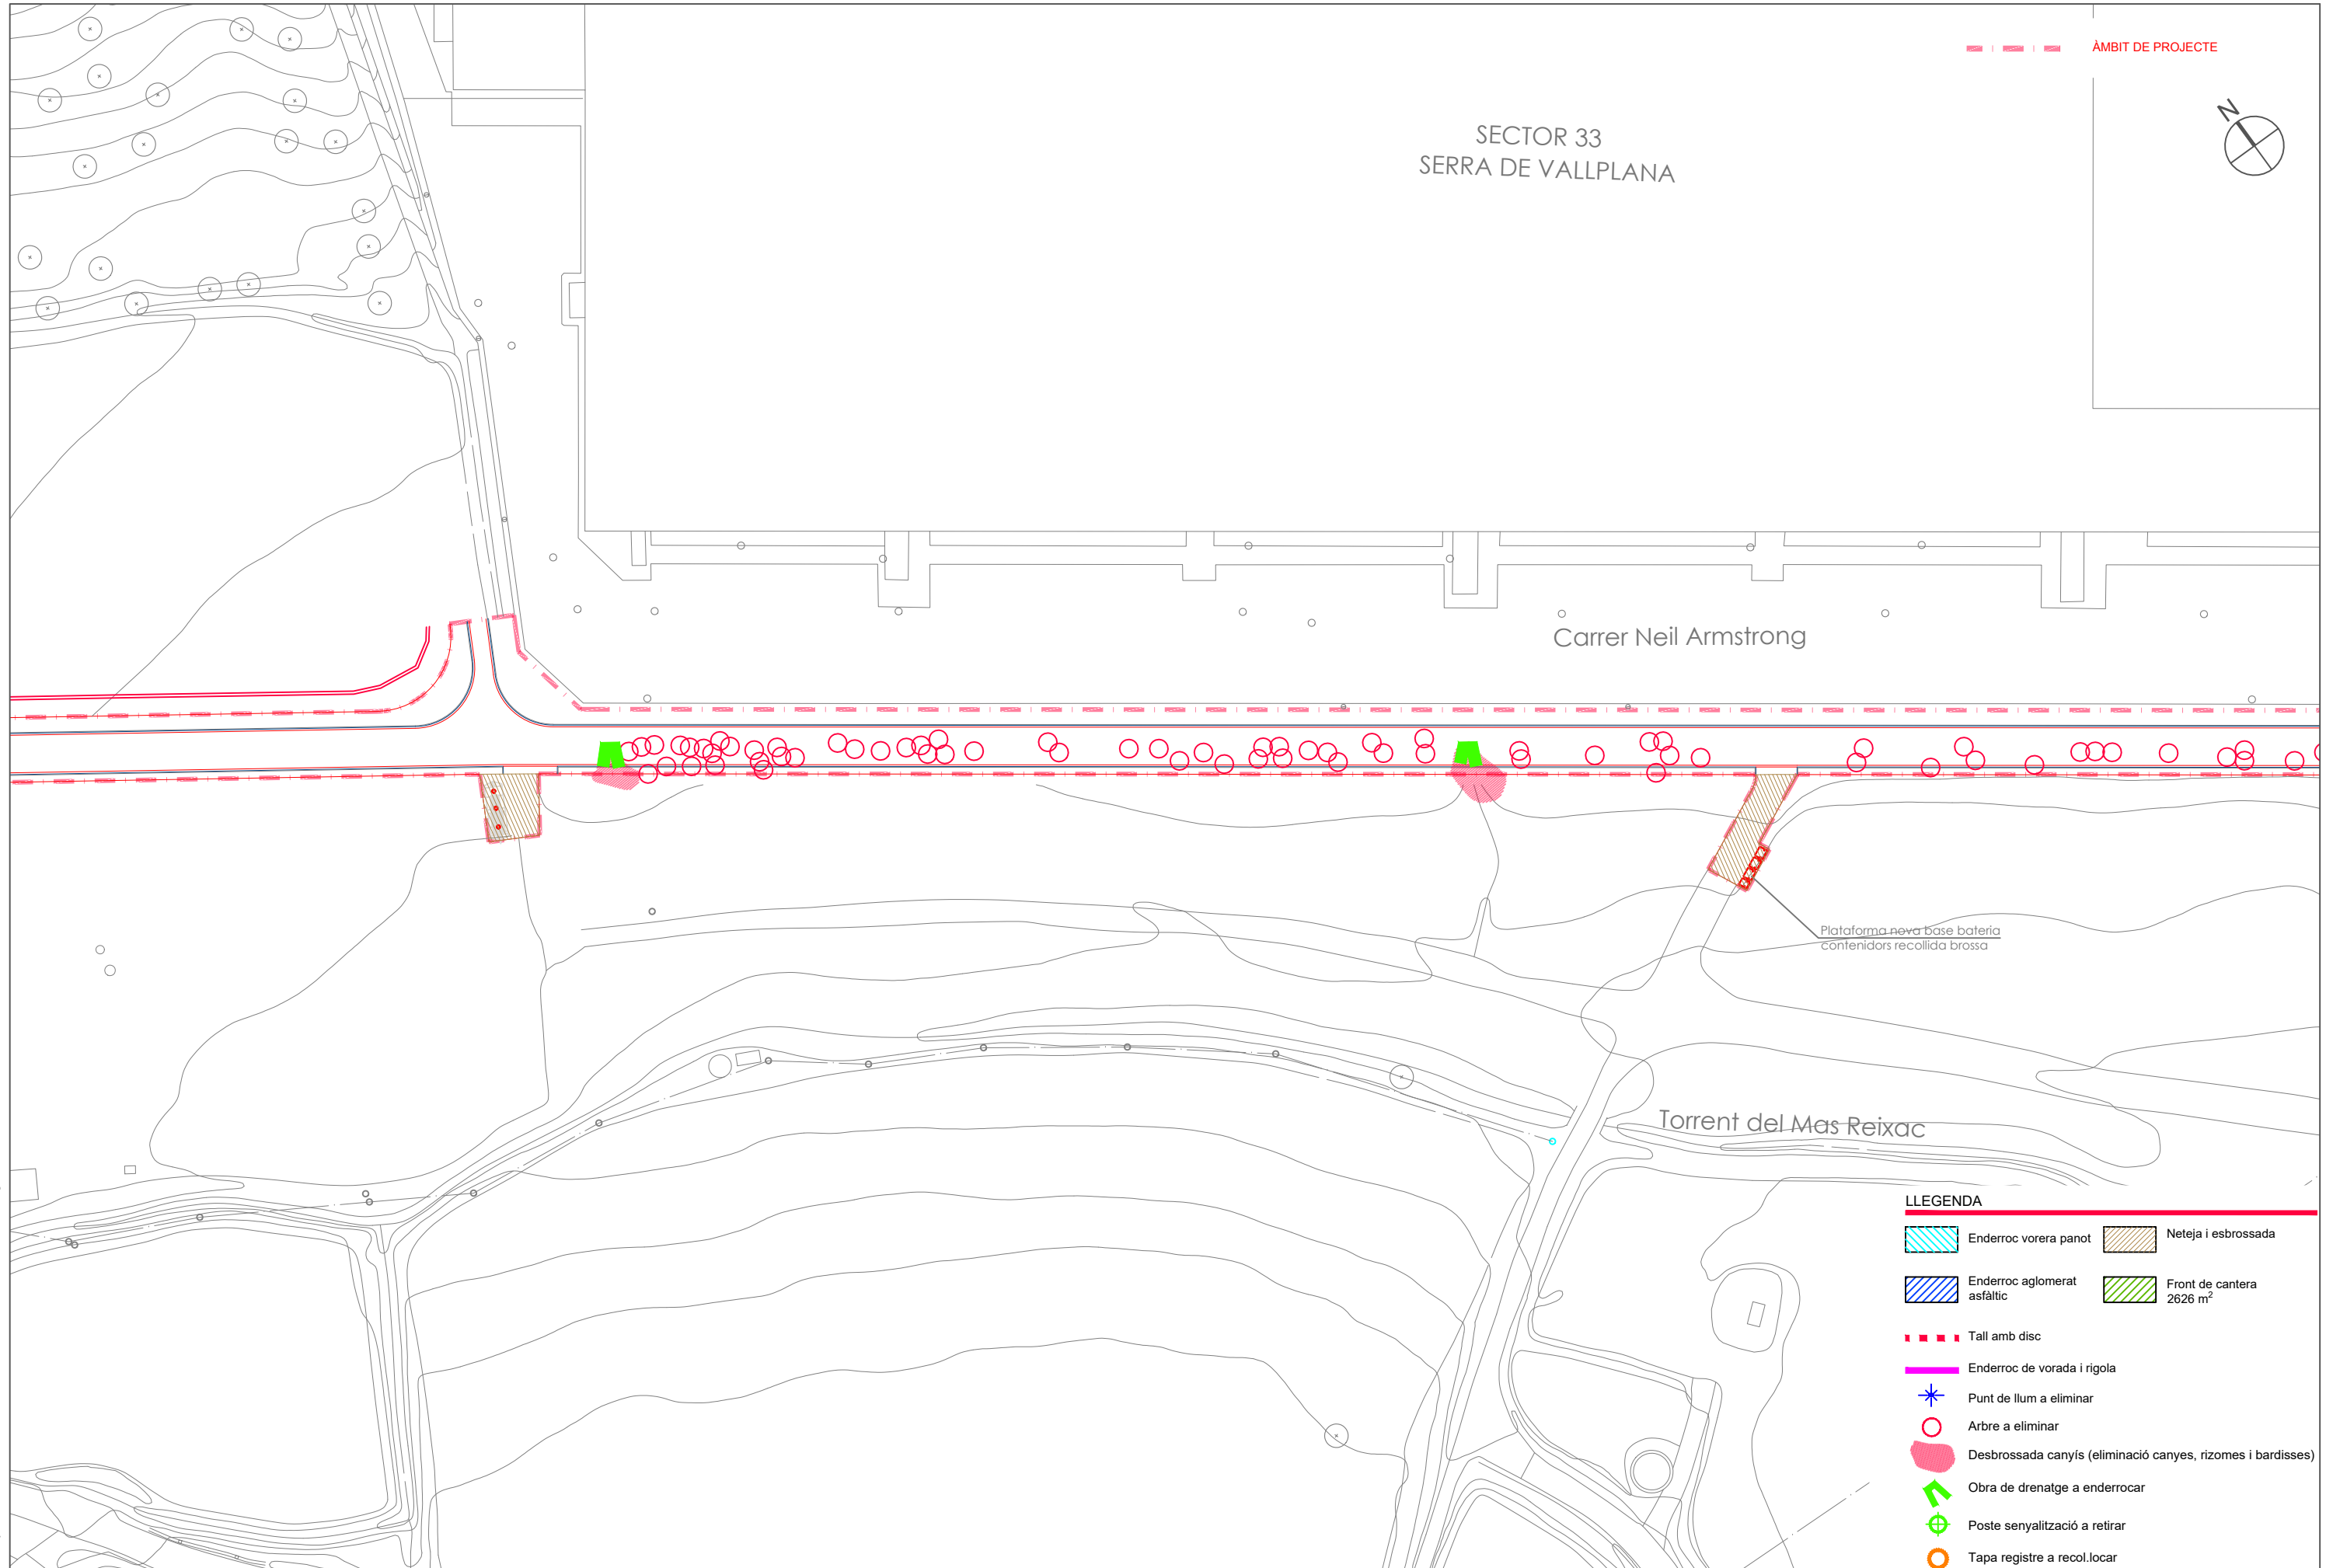 ÀMBIT DE PROJECTE
N
SECTOR 33
SERRA DE VALLPLANA
Carrer Neil Armstrong
Plataforma nova base bateria
contenidors recollida brossa
Torrent del Mas Reixac
LLEGENDA
Enderroc vorera panot
Neteja i esbrossada
Enderroc aglomerat
asfàltic
Front de cantera
2626 m²
Tall amb disc
Enderroc de vorada i rigola
Punt de llum a eliminar
Arbre a eliminar
Desbrossada canyís (eliminació canyes, rizomes i bardisses)
Obra de drenatge a enderrocar
Poste senyalització a retirar
Tapa registre a recol.locar